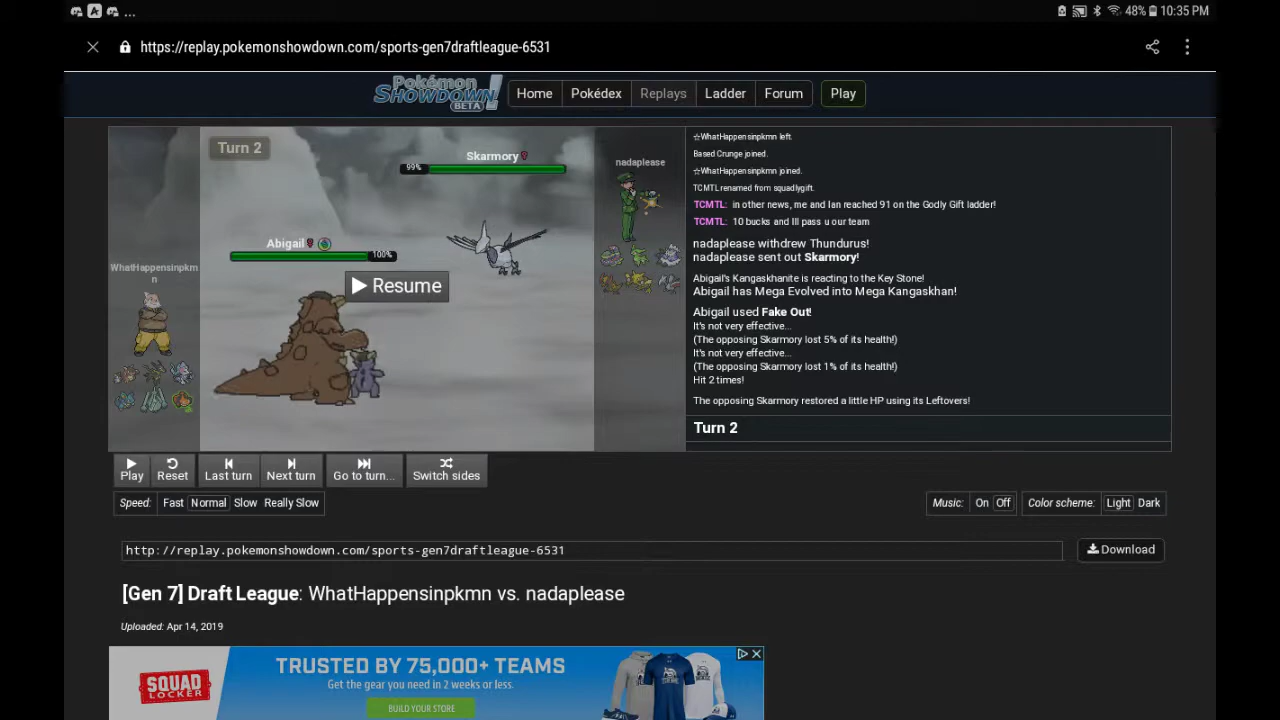 ...
48% 10:35 PM
https://replay.pokemonshowdown.com/sports-gen7draftleague-6531
Pokémon
SHOWDOWN!
BETA
Home Pokédex Replays Ladder Forum Play
Turn 2
Skarmory
99%
Abigail
100%
Resume
WhatHappensinpkm
n
nadaplease
☆WhatHappensinpkmn left.
Based Crunge joined.
☆WhatHappensinpkmn joined.
TCMTL renamed from squadlygift.
TCMTL: in other news, me and Ian reached 91 on the Godly Gift ladder!
TCMTL: 10 bucks and Ill pass u our team
nadaplease withdrew Thundurus!
nadaplease sent out Skarmory!
Abigail's Kangaskhanite is reacting to the Key Stone!
Abigail has Mega Evolved into Mega Kangaskhan!
Abigail used Fake Out!
It's not very effective...
(The opposing Skarmory lost 5% of its health!)
It's not very effective...
(The opposing Skarmory lost 1% of its health!)
Hit 2 times!
The opposing Skarmory restored a little HP using its Leftovers!
Turn 2
Play Reset Last turn Next turn Go to turn... Switch sides
Speed: Fast Normal Slow Really Slow
Music: On Off Color scheme: Light Dark
http://replay.pokemonshowdown.com/sports-gen7draftleague-6531
Download
[Gen 7] Draft League: WhatHappensinpkmn vs. nadaplease
Uploaded: Apr 14, 2019
SQUAD
LOCKER
TRUSTED BY 75,000+ TEAMS
Get the gear you need in 2 weeks or less.
BUILD YOUR STORE